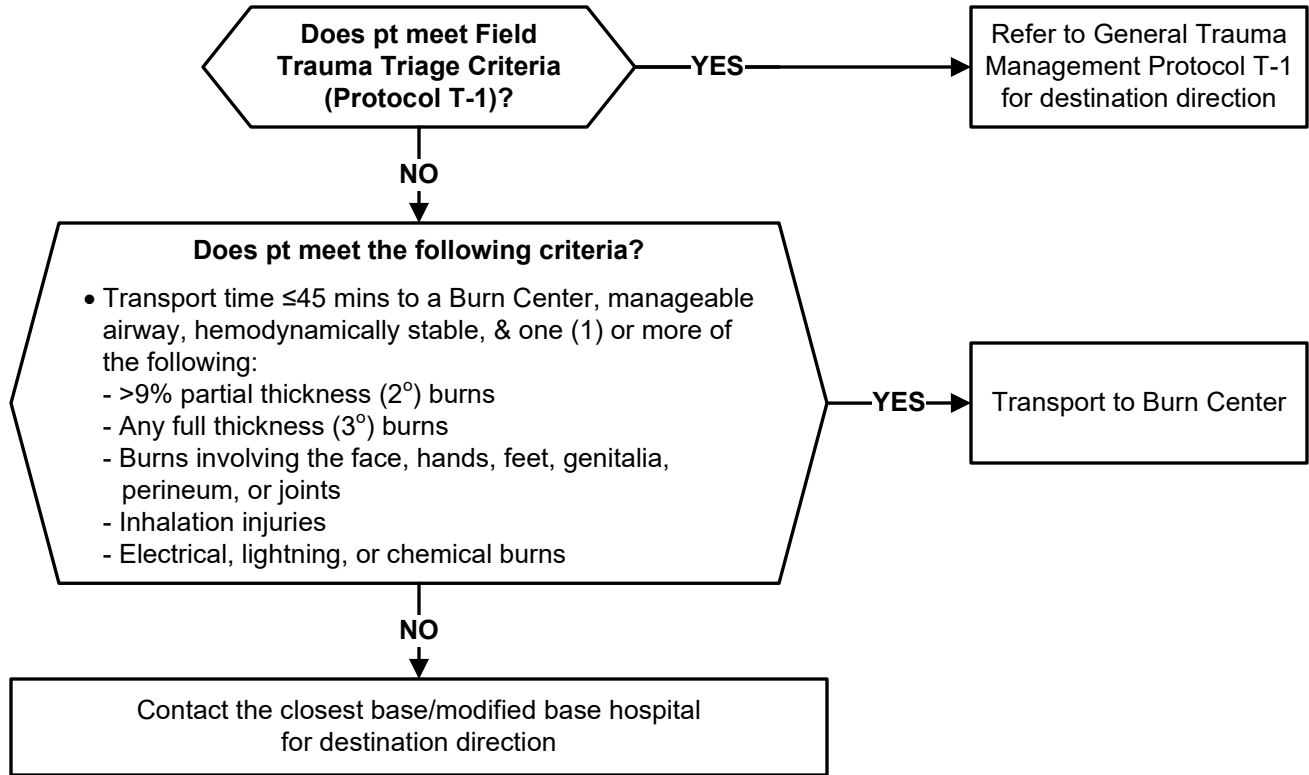 Does pt meet Field
Trauma Triage Criteria
(Protocol T-1)?
YES
Refer to General Trauma
Management Protocol T-1
for destination direction
NO
Does pt meet the following criteria?
• Transport time ≤45 mins to a Burn Center, manageable
airway, hemodynamically stable, & one (1) or more of
the following:
- >9% partial thickness (2º) burns
- Any full thickness (3º) burns
- Burns involving the face, hands, feet, genitalia,
perineum, or joints
- Inhalation injuries
- Electrical, lightning, or chemical burns
YES
Transport to Burn Center
NO
Contact the closest base/modified base hospital
for destination direction